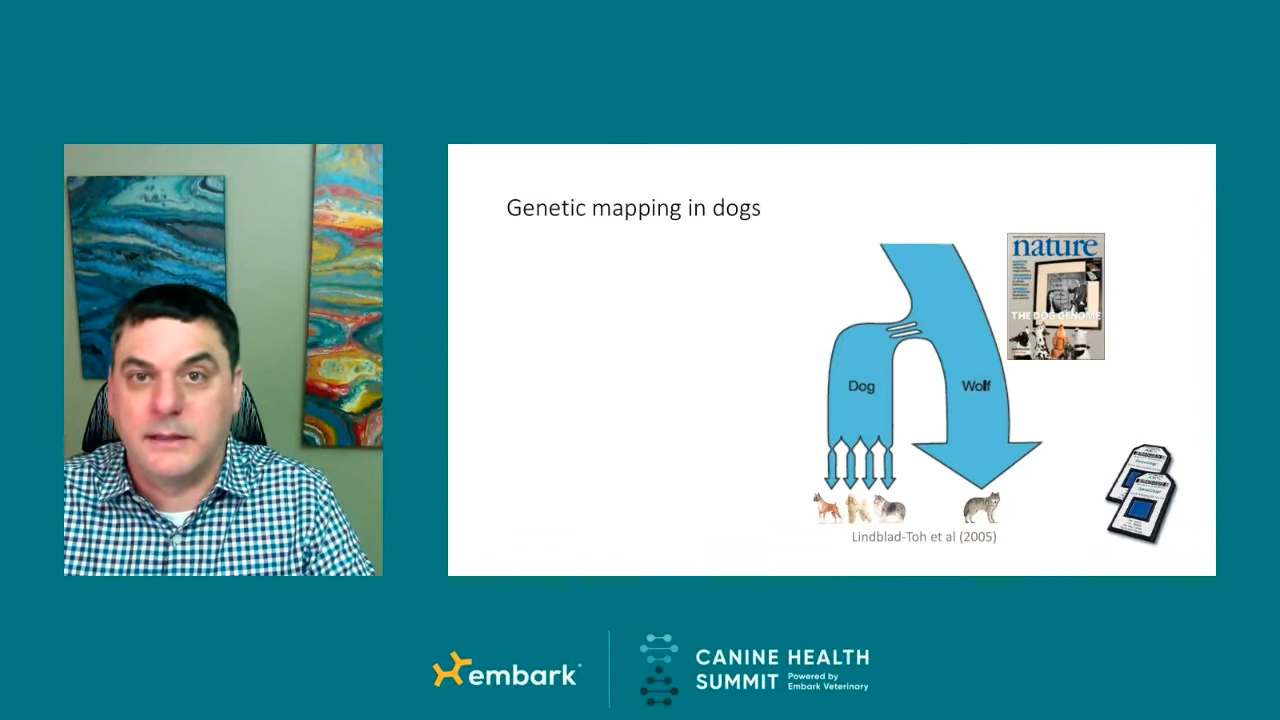 Genetic mapping in dogs
nature
THE DOG GENOME
Dog
Wolf
Lindblad-Toh et al (2005)
embark
CANINE HEALTH
SUMMIT
Powered by
Embark Veterinary